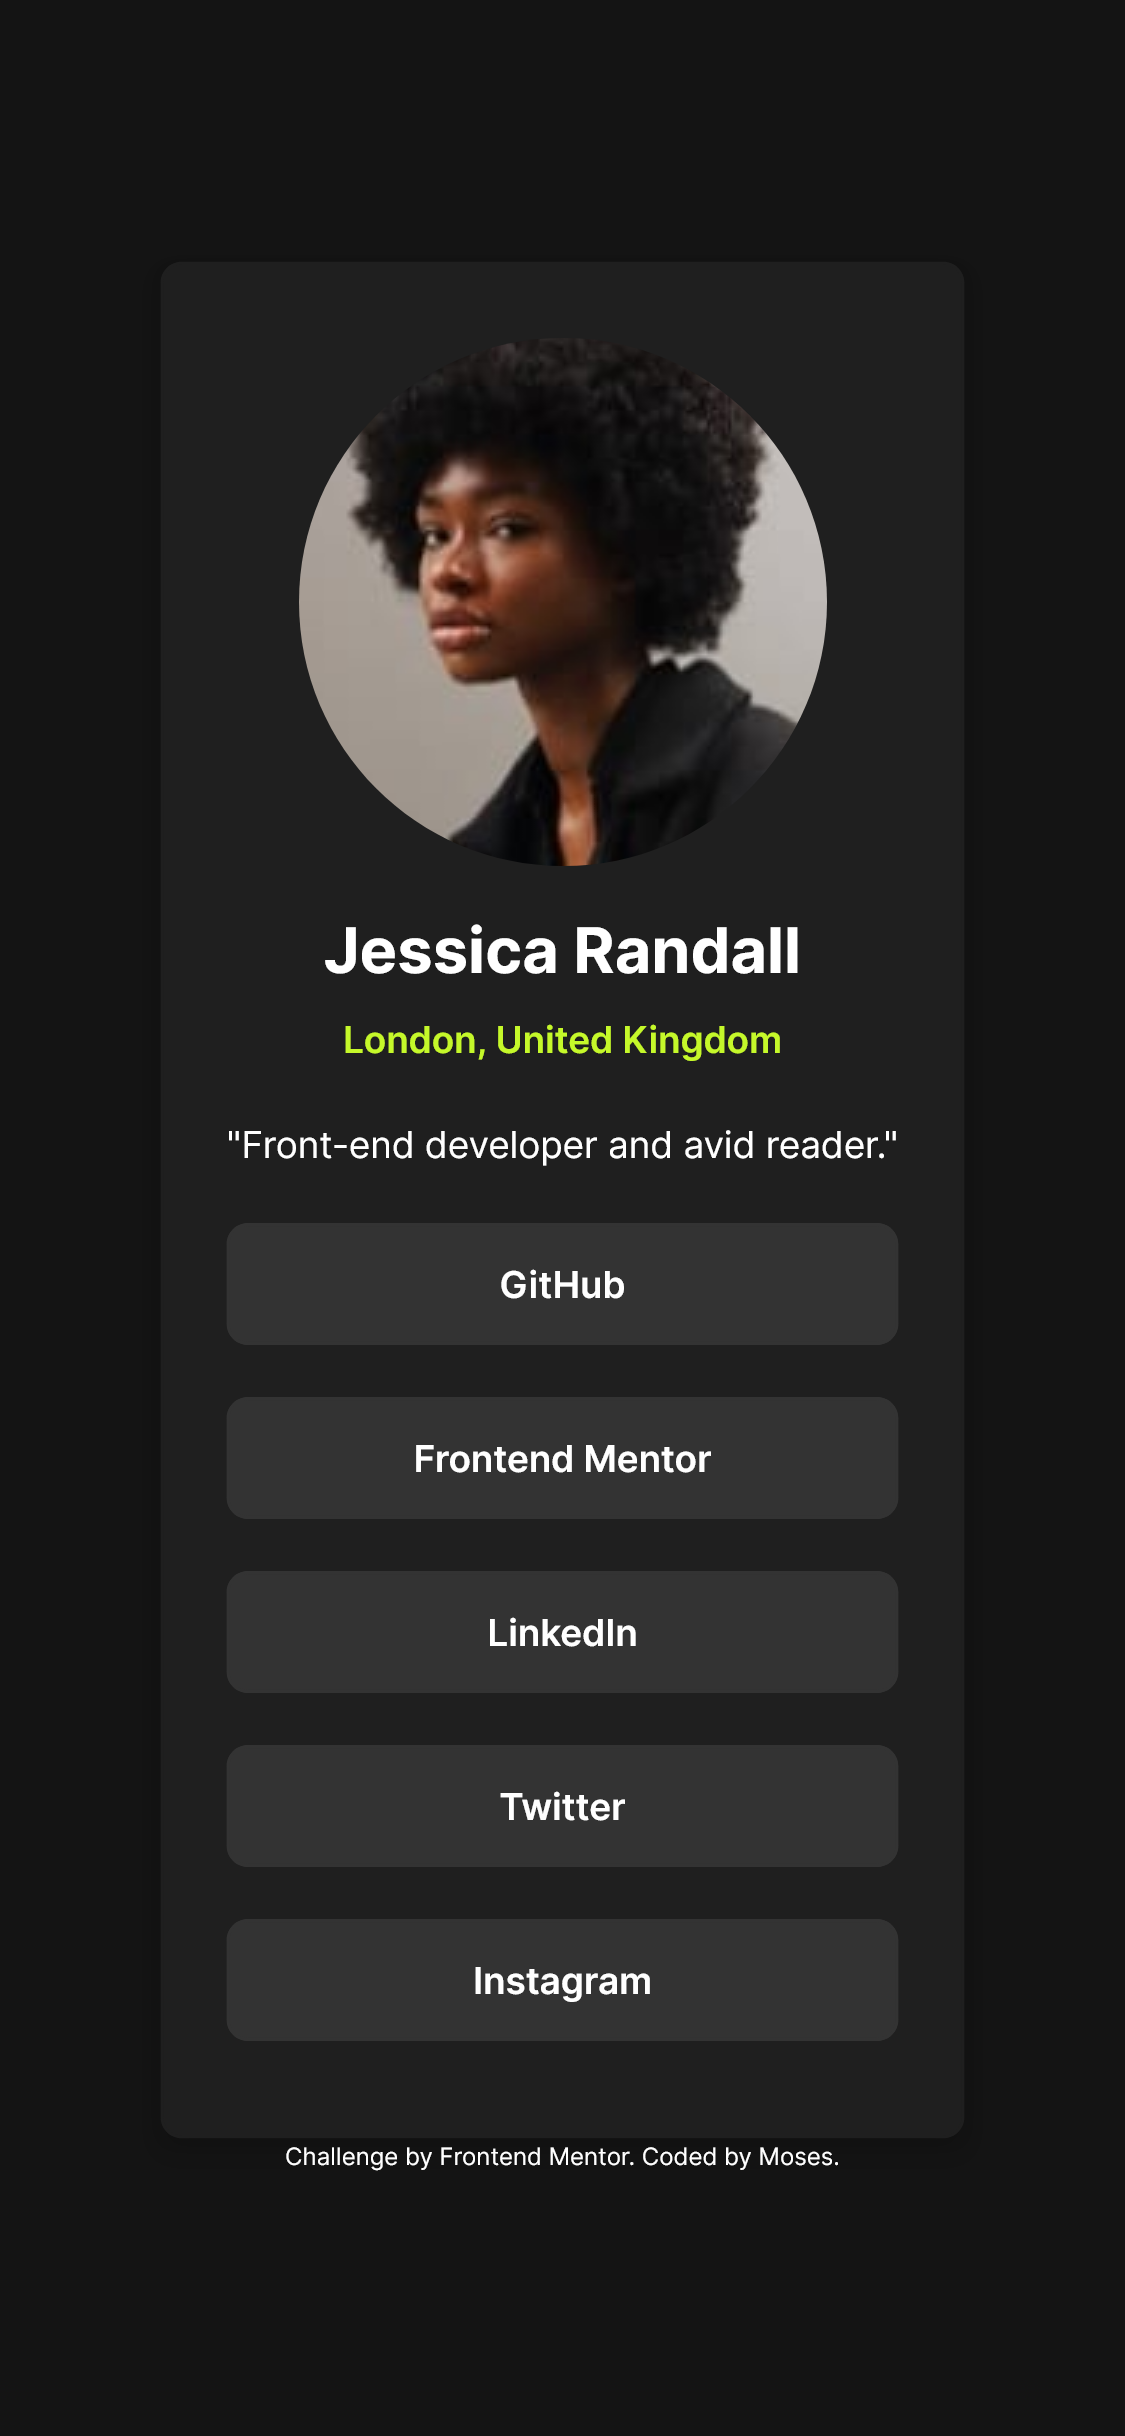 Jessica Randall
London, United Kingdom
"Front-end developer and avid reader."
GitHub
Frontend Mentor
LinkedIn
Twitter
Instagram
Challenge by Frontend Mentor. Coded by Moses.